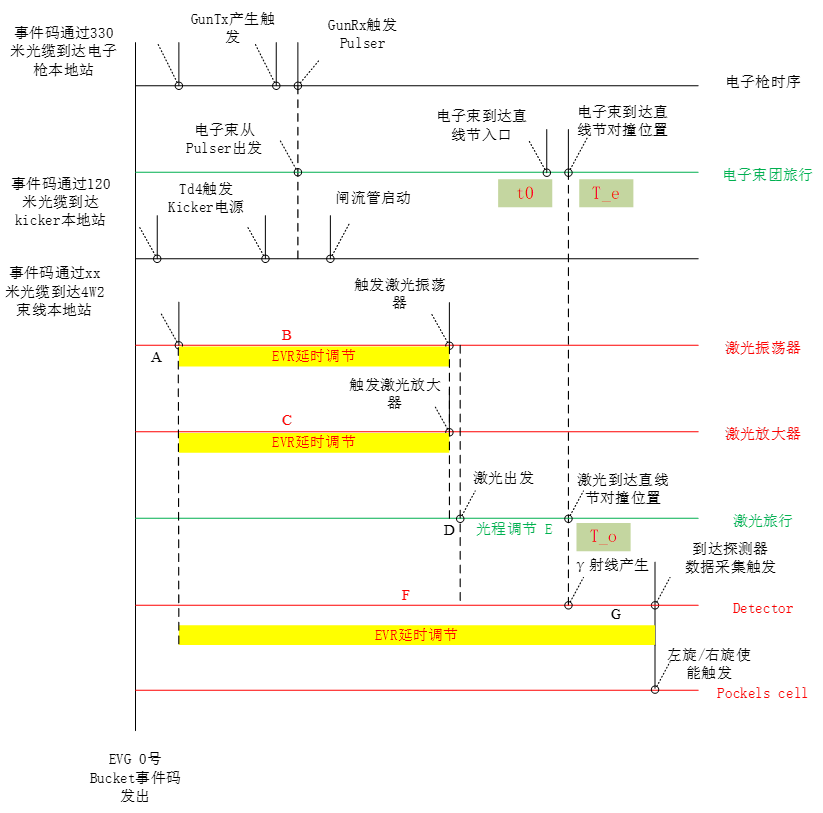 事件码通过330
米光缆到达电子
枪本地站
GunTx产生触
发
GunRx触发
Pulser
电子枪时序
电子束从
Pulser出发
电子束到达直
线节入口
电子束到达直
线节对撞位置
电子束团旅行
t0
T_e
事件码通过120
米光缆到达
kicker本地站
Td4触发
Kicker电源
闸流管启动
事件码通过xx
米光缆到达4W2
束线本地站
触发激光振荡
器
A
B
EVR延时调节
激光振荡器
触发激光放大
器
C
EVR延时调节
激光放大器
激光出发
激光到达直线
节对撞位置
D
光程调节 E
激光旅行
T_o
γ射线产生
到达探测器
数据采集触发
F
G
Detector
EVR延时调节
左旋/右旋使
能触发
Pockels cell
EVG 0号
Bucket事件码
发出